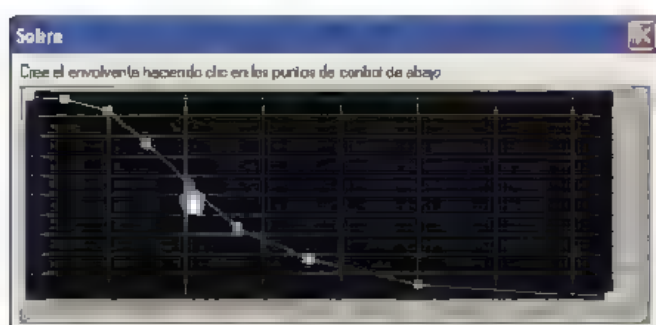 Sobre
Cree el envolvente haciendo clic en los puntos de control de abajo